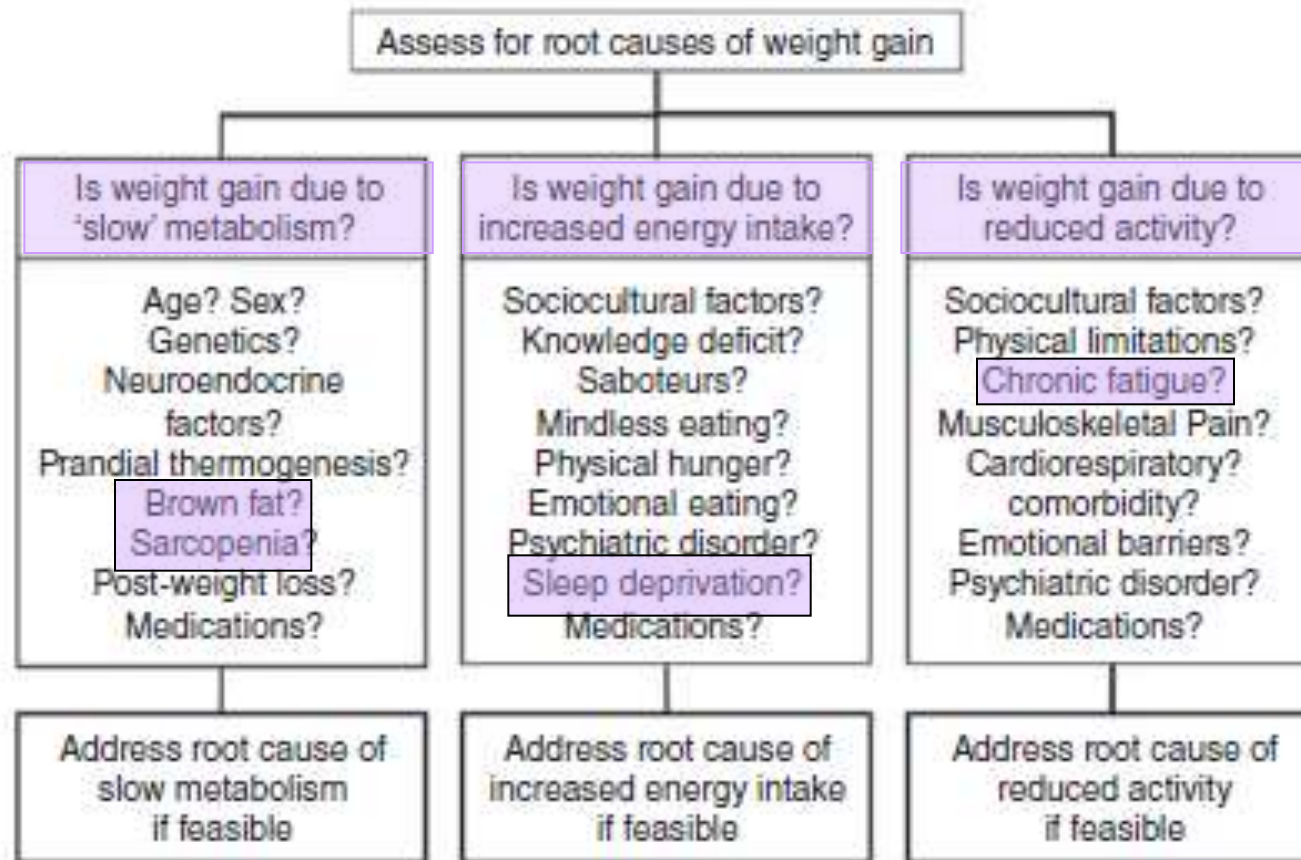 Assess for root causes of weight gain
Is weight gain due to
'slow' metabolism?
Age? Sex?
Genetics?
Neuroendocrine
factors?
Prandial thermogenesis?
Brown fat?
Sarcopenia?
Post-weight loss?
Medications?
Address root cause of
slow metabolism
if feasible
Is weight gain due to
increased energy intake?
Sociocultural factors?
Knowledge deficit?
Saboteurs?
Mindless eating?
Physical hunger?
Emotional eating?
Psychiatric disorder?
Sleep deprivation?
Medications?
Address root cause of
increased energy intake
if feasible
Is weight gain due to
reduced activity?
Sociocultural factors?
Physical limitations?
Chronic fatigue?
Musculoskeletal Pain?
Cardiorespiratory?
comorbidity?
Emotional barriers?
Psychiatric disorder?
Medications?
Address root cause of
reduced activity
if feasible